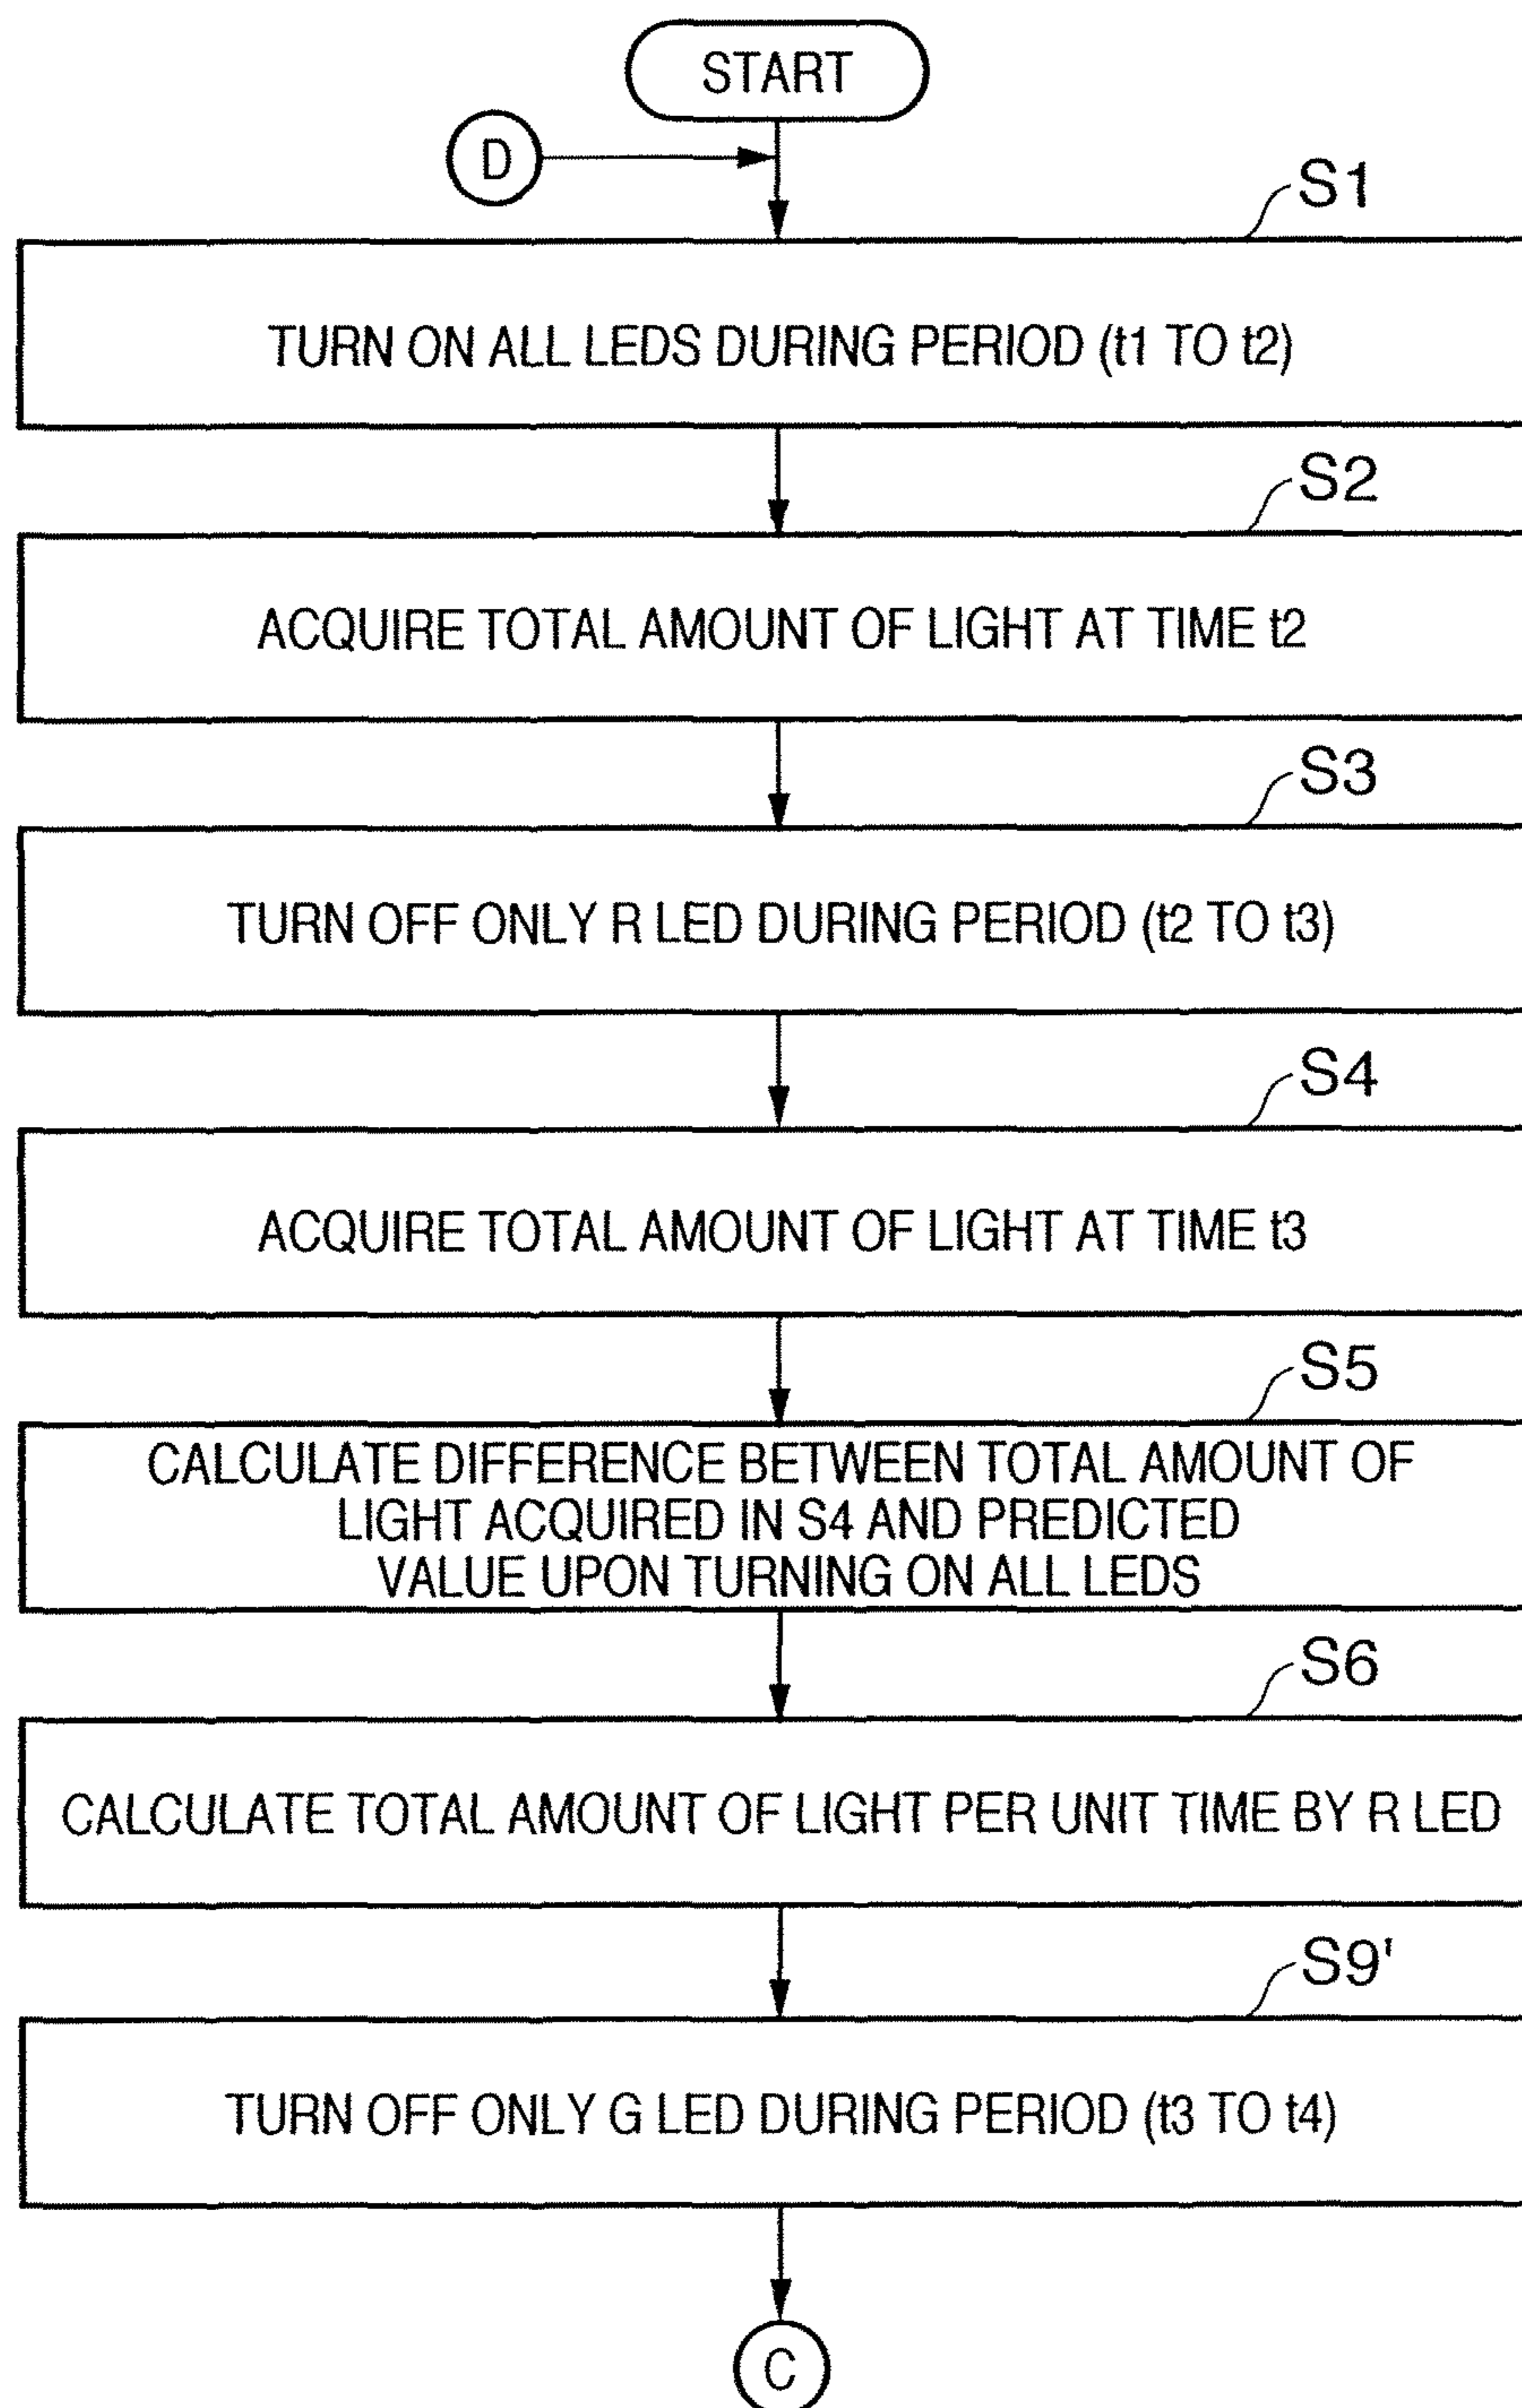 START
D
S1
TURN ON ALL LEDS DURING PERIOD (t1 TO t2)
S2
ACQUIRE TOTAL AMOUNT OF LIGHT AT TIME t2
S3
TURN OFF ONLY R LED DURING PERIOD (t2 TO t3)
S4
ACQUIRE TOTAL AMOUNT OF LIGHT AT TIME t3
S5
CALCULATE DIFFERENCE BETWEEN TOTAL AMOUNT OF
LIGHT ACQUIRED IN S4 AND PREDICTED
VALUE UPON TURNING ON ALL LEDS
S6
CALCULATE TOTAL AMOUNT OF LIGHT PER UNIT TIME BY R LED
S9'
TURN OFF ONLY G LED DURING PERIOD (t3 TO t4)
C